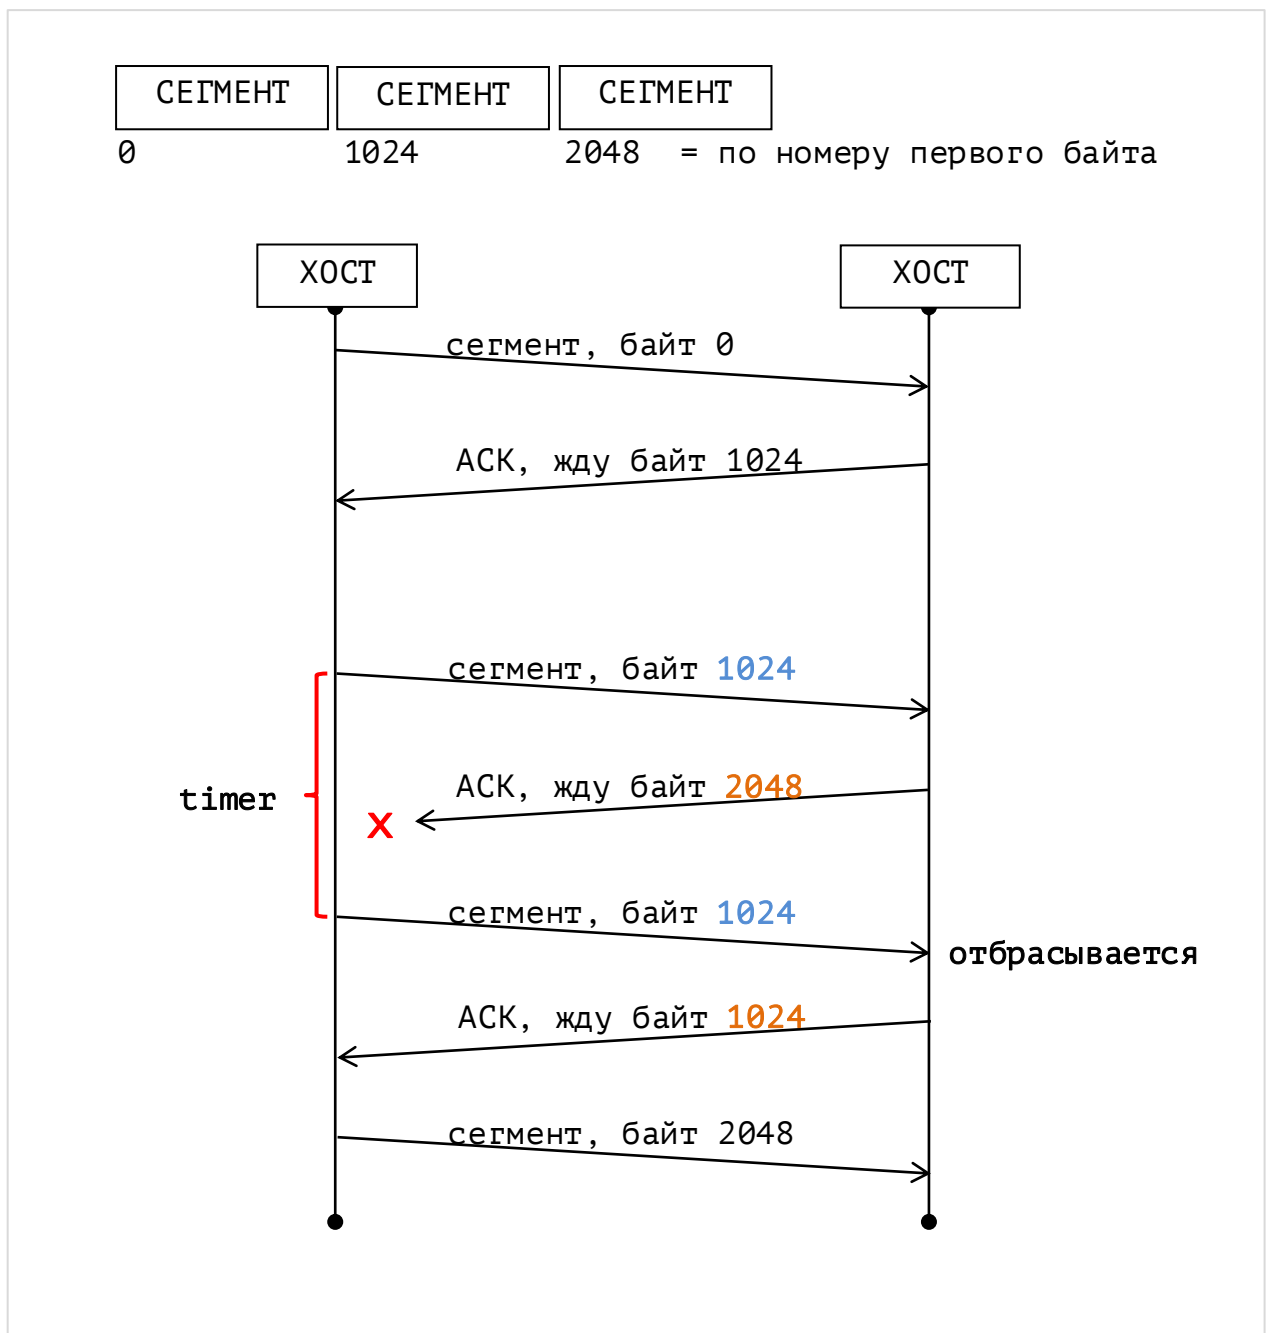 СЕГМЕНТ СЕГМЕНТ СЕГМЕНТ
0 1024 2048 = по номеру первого байта
ХОСТ ХОСТ
сегмент, байт 0
АСК, жду байт 1024
сегмент, байт 1024
АСК, жду байт 2048
timer
x
сегмент, байт 1024
отбрасывается
АСК, жду байт 1024
сегмент, байт 2048